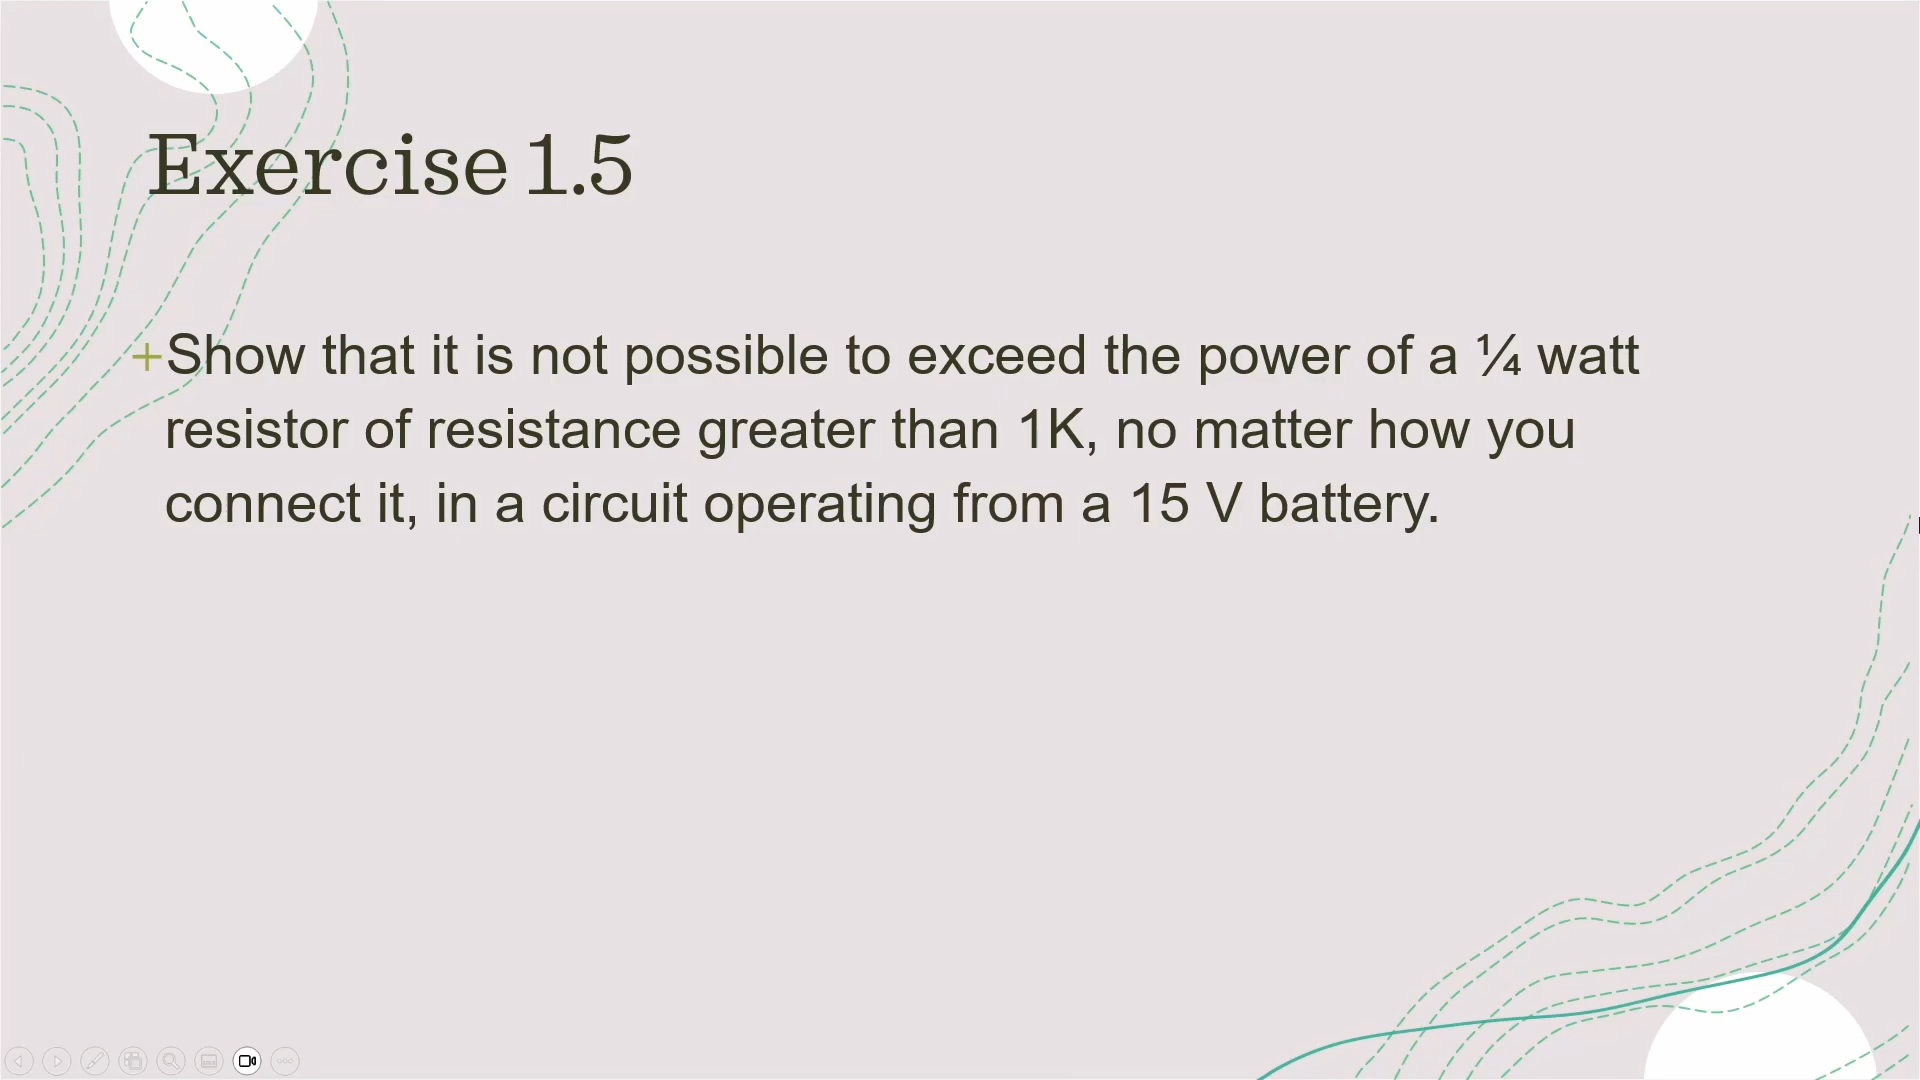 Exercise 1.5
+Show that it is not possible to exceed the power of a ¼ watt
resistor of resistance greater than 1K, no matter how you
connect it, in a circuit operating from a 15 V battery.